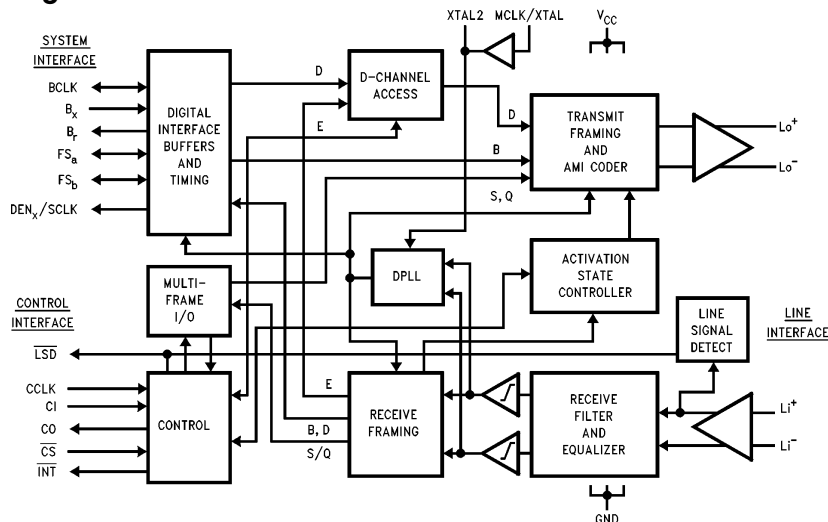 XTAL2
MCLK/XTAL
VCC
SYSTEM
INTERFACE
BCLK
Bx
Br
FSa
FSb
DENx/SCLK
DIGITAL
INTERFACE
BUFFERS
AND
TIMING
D
E
D-CHANNEL
ACCESS
D
B
S, Q
TRANSMIT
FRAMING
AND
AMI CODER
Lo+
Lo-
MULTI-
FRAME
I/O
DPLL
ACTIVATION
STATE
CONTROLLER
LINE
SIGNAL
DETECT
LINE
INTERFACE
CONTROL
INTERFACE
LSD
CCLK
CI
CO
CS
INT
CONTROL
E
B, D
S/Q
RECEIVE
FRAMING
RECEIVE
FILTER
AND
EQUALIZER
Li+
Li-
GND